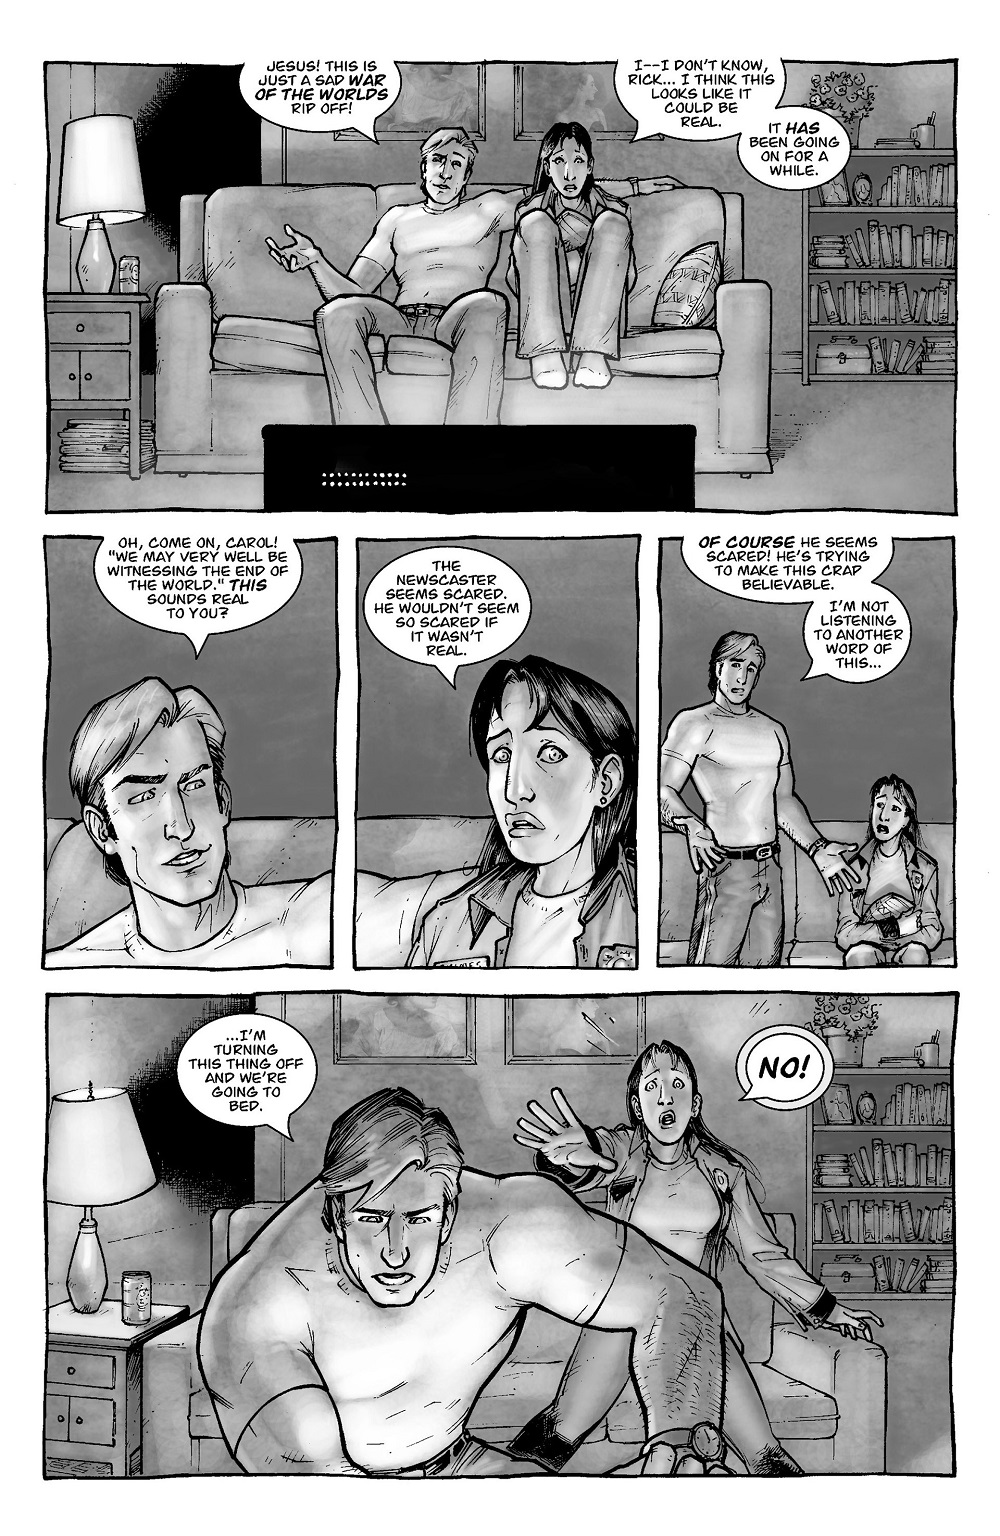 JESUS! THIS IS
JUST A SAD WAR
OF THE WORLDS
RIP OFF!
I--I DON'T KNOW,
RICK... I THINK THIS
LOOKS LIKE IT
COULD BE
REAL.
IT HAS
BEEN GOING
ON FOR A
WHILE.
OH, COME ON, CAROL!
"WE MAY VERY WELL BE
WITNESSING THE END OF
THE WORLD." THIS
SOUNDS REAL
TO YOU?
THE
NEWSCASTER
SEEMS SCARED.
HE WOULDN'T SEEM
SO SCARED IF
IT WASN'T
REAL.
OF COURSE HE SEEMS
SCARED! HE'S TRYING
TO MAKE THIS CRAP
BELIEVABLE.
I'M NOT
LISTENING
TO ANOTHER
WORD OF
THIS...
...I'M
TURNING
THIS THING OFF
AND WE'RE
GOING TO
BED.
NO!